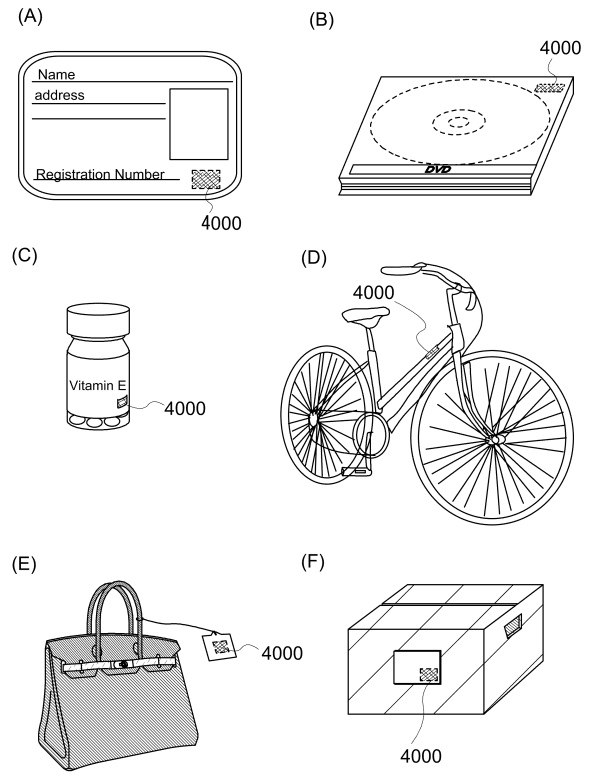 (A)
Name
address
Registration Number
4000
(B)
4000
DVD
(C)
Vitamin E
4000
(D)
4000
(E)
4000
(F)
4000